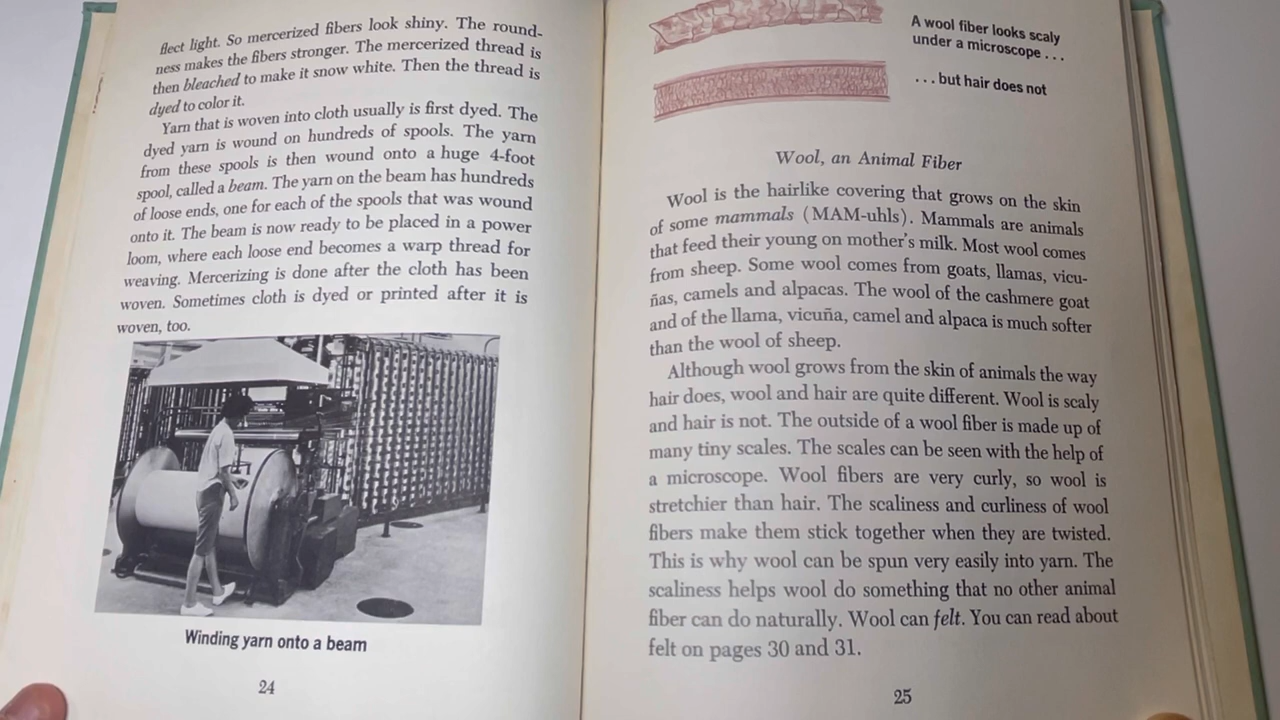 flect light. So mercerized fibers look shiny. The round-
ness makes the fibers stronger. The mercerized thread is
then bleached to make it snow white. Then the thread is
dyed to color it.
Yarn that is woven into cloth usually is first dyed. The
dyed yarn is wound on hundreds of spools. The yarn
from these spools is then wound onto a huge 4-foot
spool, called a beam. The yarn on the beam has hundreds
of loose ends, one for each of the spools that was wound
onto it. The beam is now ready to be placed in a power
loom, where each loose end becomes a warp thread for
weaving. Mercerizing is done after the cloth has been
woven. Sometimes cloth is dyed or printed after it is
woven, too.
Winding yarn onto a beam
24
A wool fiber looks scaly
under a microscope . . .
. . . but hair does not
Wool, an Animal Fiber
Wool is the hairlike covering that grows on the skin
of some mammals (MAM-uhls). Mammals are animals
that feed their young on mother's milk. Most wool comes
from sheep. Some wool comes from goats, llamas, vicu-
ñas, camels and alpacas. The wool of the cashmere goat
and of the llama, vicuña, camel and alpaca is much softer
than the wool of sheep.
Although wool grows from the skin of animals the way
hair does, wool and hair are quite different. Wool is scaly
and hair is not. The outside of a wool fiber is made up of
many tiny scales. The scales can be seen with the help of
a microscope. Wool fibers are very curly, so wool is
stretchier than hair. The scaliness and curliness of wool
fibers make them stick together when they are twisted.
This is why wool can be spun very easily into yarn. The
scaliness helps wool do something that no other animal
fiber can do naturally. Wool can felt. You can read about
felt on pages 30 and 31.
25